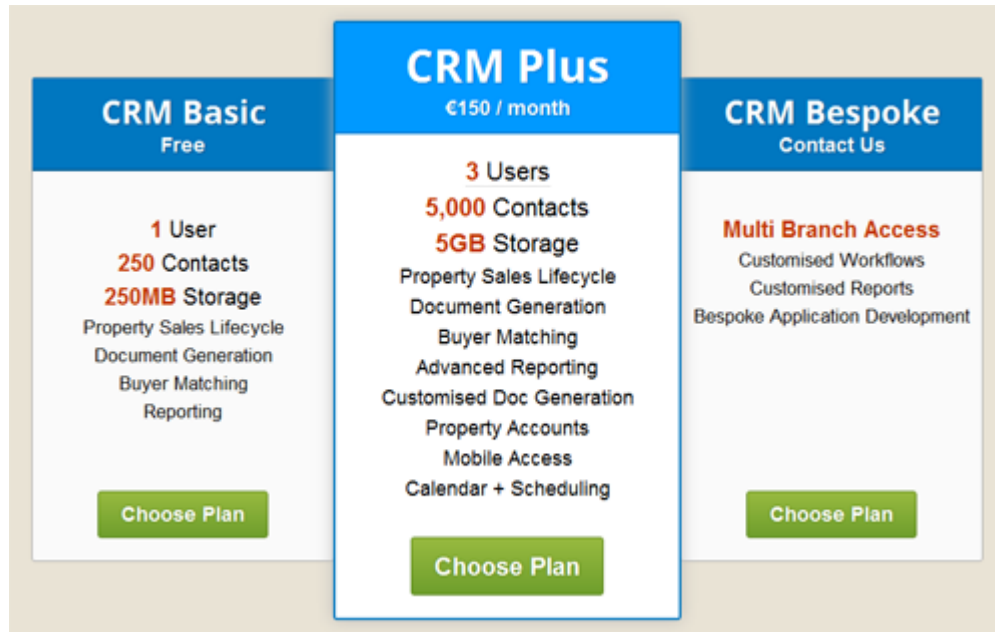 CRM Basic
Free
1 User
250 Contacts
250MB Storage
Property Sales Lifecycle
Document Generation
Buyer Matching
Reporting
Choose Plan
CRM Plus
€150 / month
3 Users
5,000 Contacts
5GB Storage
Property Sales Lifecycle
Document Generation
Buyer Matching
Advanced Reporting
Customised Doc Generation
Property Accounts
Mobile Access
Calendar + Scheduling
Choose Plan
CRM Bespoke
Contact Us
Multi Branch Access
Customised Workflows
Customised Reports
Bespoke Application Development
Choose Plan